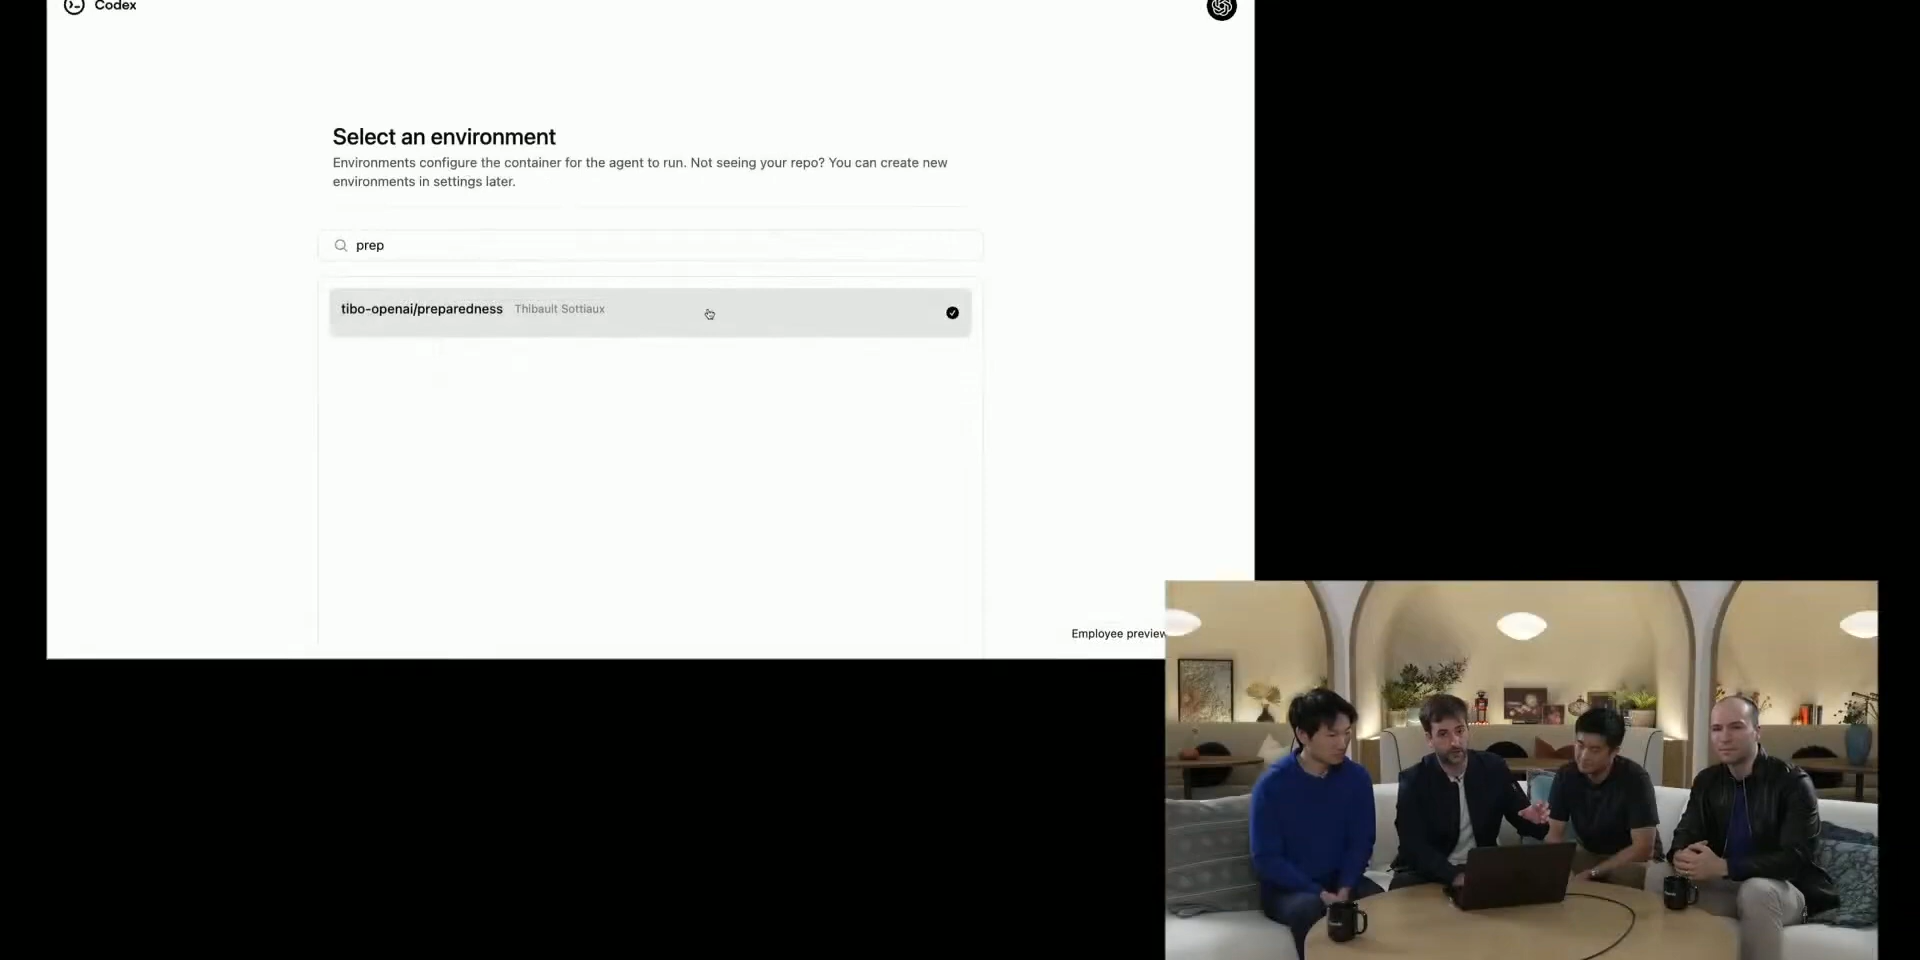 Codex
Select an environment
Environments configure the container for the agent to run. Not seeing your repo? You can create new
environments in settings later.
prep
tibo-openai/preparedness Thibault Sottiaux
Employee preview